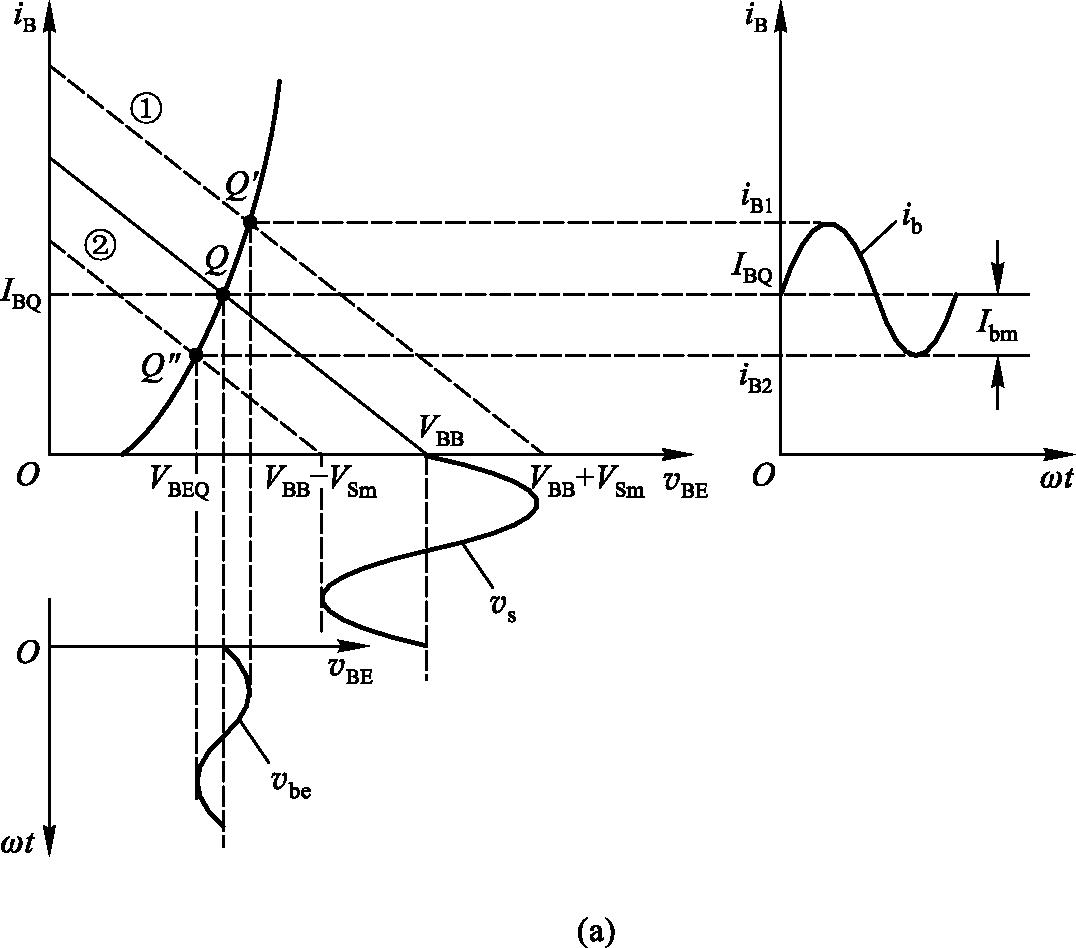 i_B
i_B
①
Q′
i_B1
i_b
②
Q
I_BQ
I_BQ
I_bm
Q″
i_B2
V_BB
O
V_BEQ
V_BB−V_Sm
V_BB+V_Sm
v_BE
O
ωt
v_s
O
v_BE
v_be
ωt
(a)